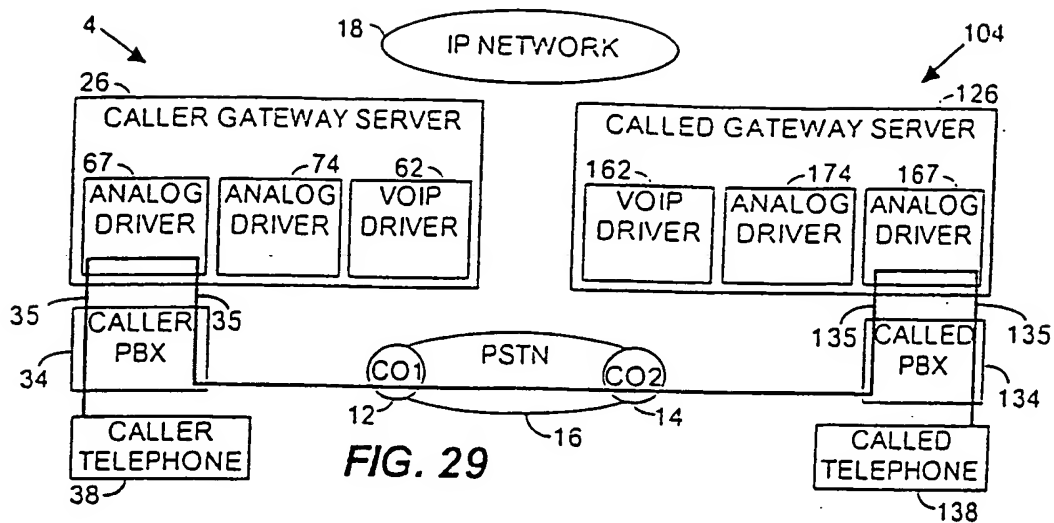 4
18
IP NETWORK
104
26
CALLER GATEWAY SERVER
67
ANALOG
DRIVER
74
ANALOG
DRIVER
62
VOIP
DRIVER
126
CALLED GATEWAY SERVER
162
VOIP
DRIVER
174
ANALOG
DRIVER
167
ANALOG
DRIVER
35
CALLER
PBX
35
34
PSTN
CO1
CO2
12
14
16
135
CALLED
PBX
135
134
CALLER
TELEPHONE
38
FIG. 29
CALLED
TELEPHONE
138